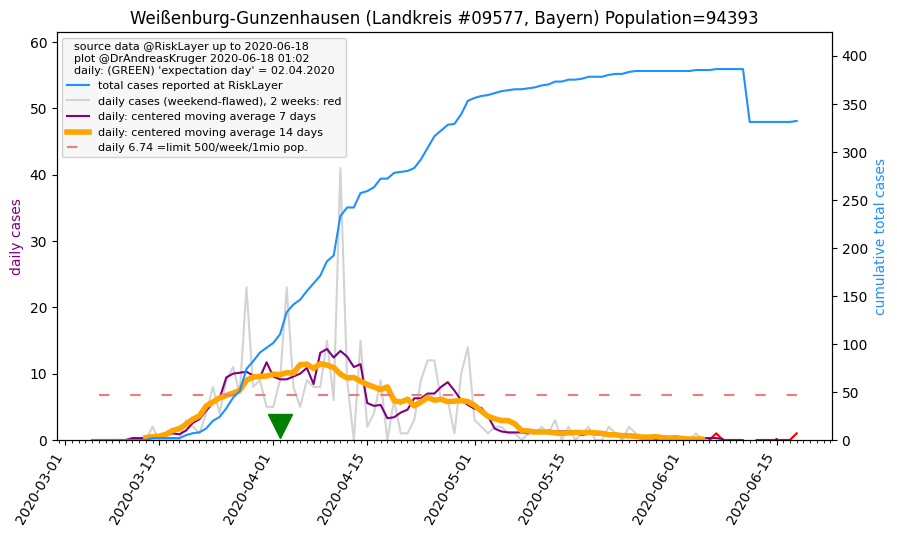 Weißenburg-Gunzenhausen (Landkreis #09577, Bayern) Population=94393
source data @RiskLayer up to 2020-06-18
plot @DrAndreasKruger 2020-06-18 01:02
daily: (GREEN) 'expectation day' = 02.04.2020
total cases reported at RiskLayer
daily cases (weekend-flawed), 2 weeks: red
daily: centered moving average 7 days
daily: centered moving average 14 days
daily 6.74 =limit 500/week/1mio pop.
daily cases
60
50
40
30
20
10
0
cumulative total cases
400
350
300
250
200
150
100
50
0
2020-03-01
2020-03-15
2020-04-01
2020-04-15
2020-05-01
2020-05-15
2020-06-01
2020-06-15